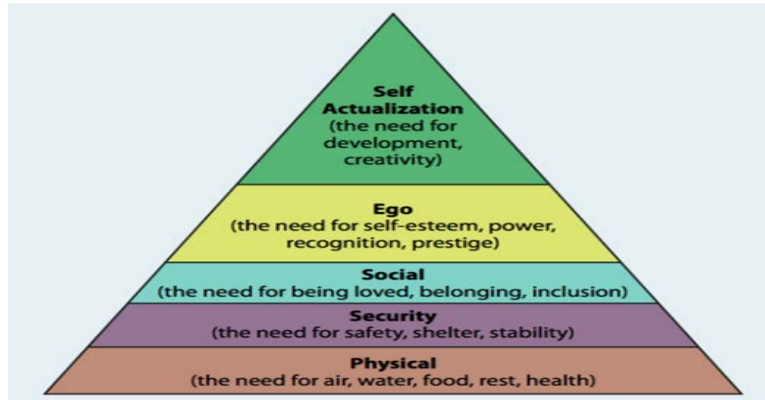 Self
Actualization
(the need for
development,
creativity)
Ego
(the need for self-esteem, power,
recognition, prestige)
Social
(the need for being loved, belonging, inclusion)
Security
(the need for safety, shelter, stability)
Physical
(the need for air, water, food, rest, health)